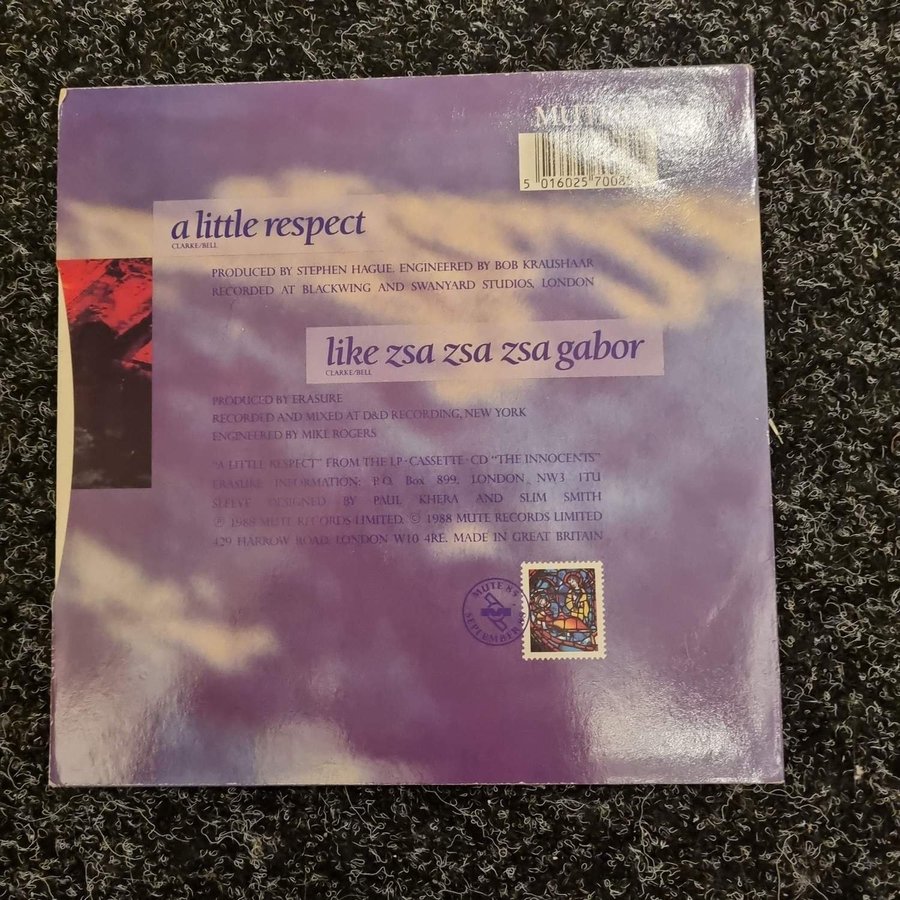 MUTE
5 016025 7008
a little respect
CLARKE/BELL
PRODUCED BY STEPHEN HAGUE. ENGINEERED BY BOB KRAUSHAAR
RECORDED AT BLACKWING AND SWANYARD STUDIOS, LONDON
like zsa zsa zsa gabor
CLARKE/BELL
PRODUCED BY ERASURE
RECORDED AND MIXED AT D&D RECORDING, NEW YORK
ENGINEERED BY MIKE ROGERS
"A LITTLE RESPECT" FROM THE LP·CASSETTE·CD "THE INNOCENTS"
ERASURE INFORMATION: P.O. BOX 899, LONDON NW3 1TU
SLEEVE DESIGNED BY PAUL KHERA AND SLIM SMITH
℗ 1988 MUTE RECORDS LIMITED. © 1988 MUTE RECORDS LIMITED
429 HARROW ROAD, LONDON W10 4RE. MADE IN GREAT BRITAIN
MUTE 85
SEPTEMBER